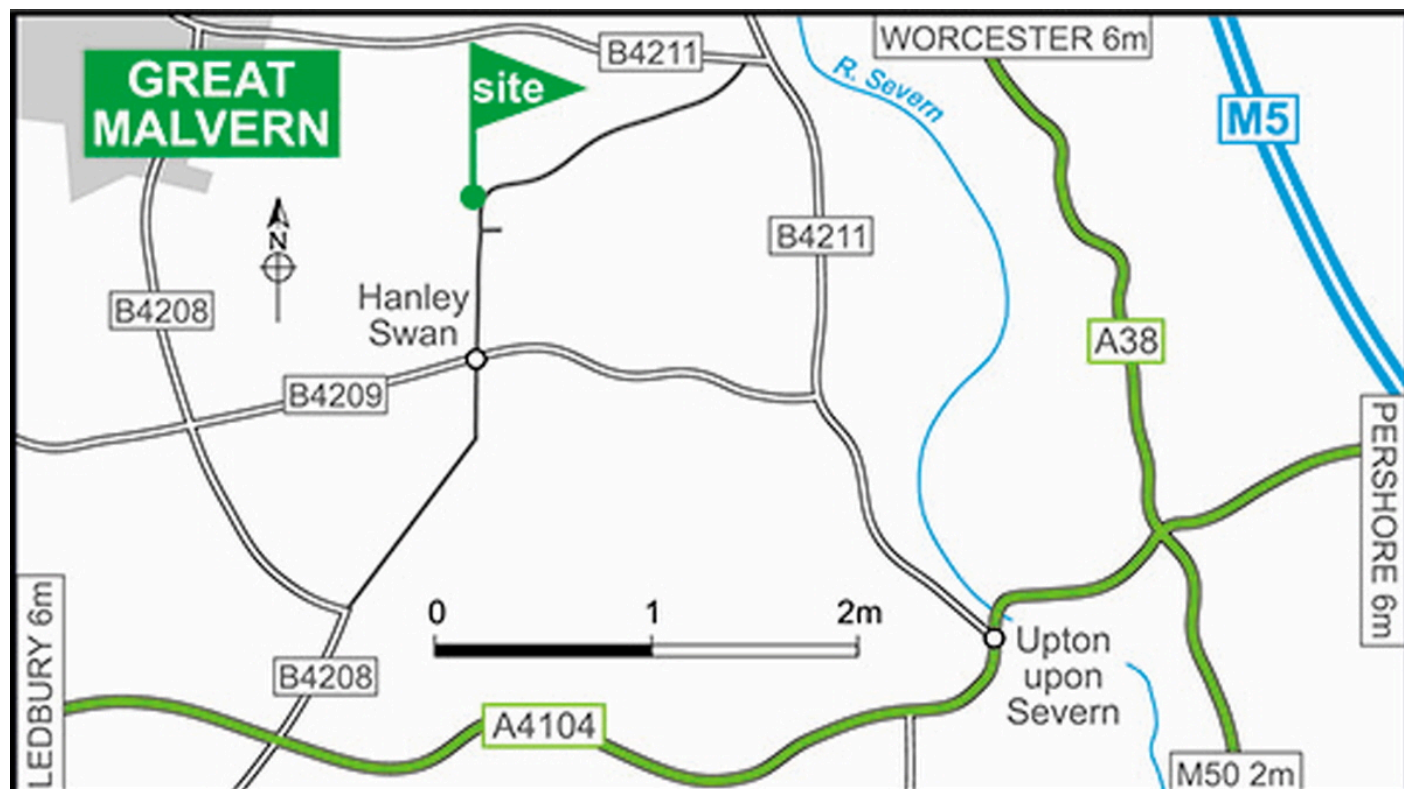 GREAT
MALVERN
site
B4211
R. Severn
WORCESTER 6m
M5
N
B4208
Hanley
Swan
B4209
B4211
A38
PERSHORE 6m
LEDBURY 6m
B4208
0 1 2m
A4104
Upton
upon
Severn
M50 2m